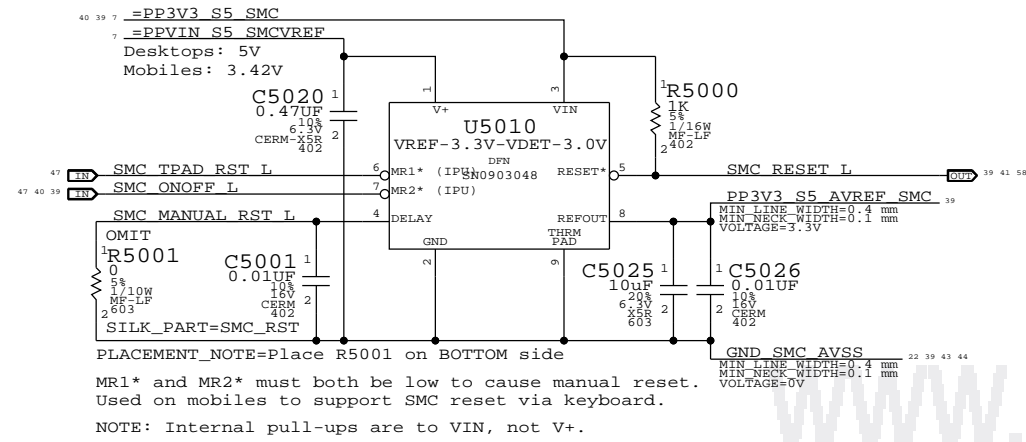 40 39 7 =PP3V3_S5_SMC
7 =PPVIN_S5_SMCVREF
Desktops: 5V
Mobiles: 3.42V
C5020
0.47UF
10%
6.3V
CERM-X5R
402
1
2
1
V+
3
VIN
U5010
VREF-3.3V-VDET-3.0V
DFN
SN0903048
R5000
1K
5%
1/16W
MF-LF
402
1
2
47 IN SMC_TPAD_RST_L 6 MR1* (IPU)
RESET* 5 SMC_RESET_L OUT 39 41 58
47 40 39 IN SMC_ONOFF_L 7 MR2* (IPU)
SMC_MANUAL_RST_L 4 DELAY
REFOUT 8
PP3V3_S5_AVREF_SMC 39
MIN_LINE_WIDTH=0.4 mm
MIN_NECK_WIDTH=0.1 mm
VOLTAGE=3.3V
GND
2
THRM
PAD
9
OMIT
R5001
0
5%
1/10W
MF-LF
603
1
2
SILK_PART=SMC_RST
C5001
0.01UF
10%
16V
CERM
402
1
2
C5025
10uF
20%
6.3V
X5R
603
1
2
C5026
0.01UF
10%
16V
CERM
402
1
2
PLACEMENT_NOTE=Place R5001 on BOTTOM side
GND_SMC_AVSS 22 39 43 44
MIN_LINE_WIDTH=0.4 mm
MIN_NECK_WIDTH=0.1 mm
VOLTAGE=0V
MR1* and MR2* must both be low to cause manual reset.
Used on mobiles to support SMC reset via keyboard.
NOTE: Internal pull-ups are to VIN, not V+.
www.